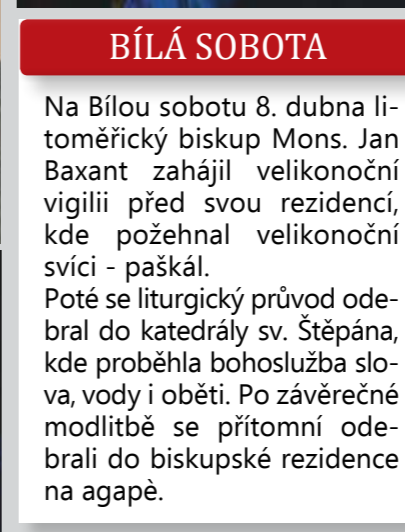 BÍLÁ SOBOTA
Na Bílou sobotu 8. dubna li-
toměřický biskup Mons. Jan
Baxant zahájil velikonoční
vigilii před svou rezidencí,
kde požehnal velikonoční
svíci - paškál.
Poté se liturgický průvod ode-
bral do katedrály sv. Štěpána,
kde proběhla bohoslužba slo-
va, vody i oběti. Po závěrečné
modlitbě se přítomní ode-
brali do biskupské rezidence
na agapè.